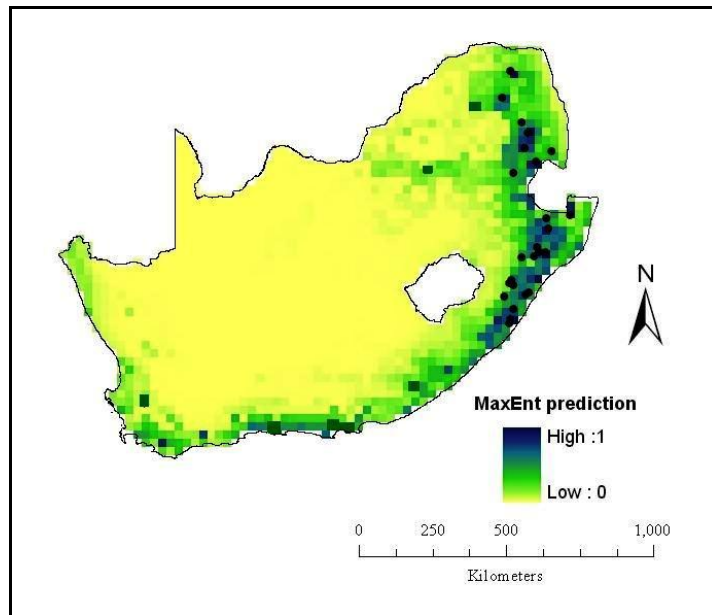 N
MaxEnt prediction
High :1
Low : 0
0 250 500 1,000
Kilometers